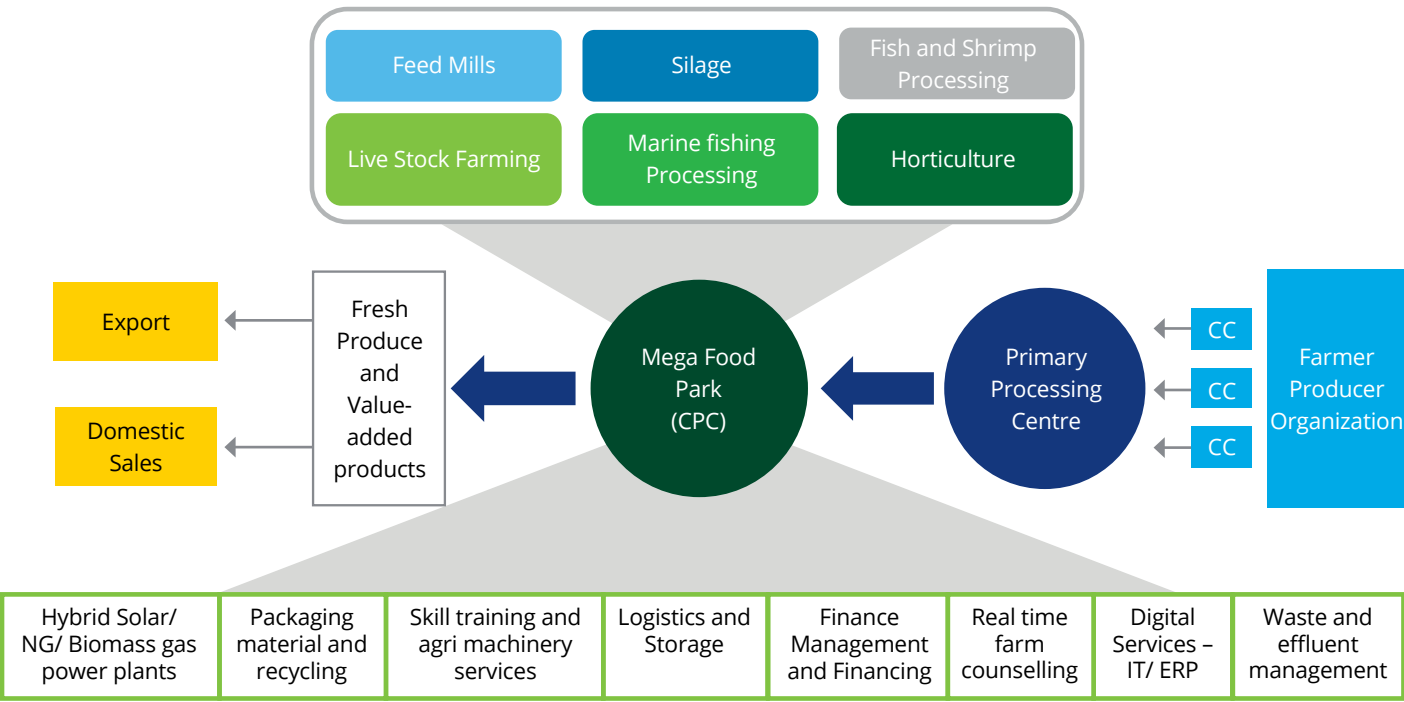 Feed Mills
Silage
Fish and Shrimp
Processing
Live Stock Farming
Marine fishing
Processing
Horticulture
Export
Domestic
Sales
Fresh
Produce
and
Value-
added
products
Mega Food
Park
(CPC)
Primary
Processing
Centre
CC
CC
CC
Farmer
Producer
Organization
Hybrid Solar/
NG/ Biomass gas
power plants
Packaging
material and
recycling
Skill training and
agri machinery
services
Logistics and
Storage
Finance
Management
and Financing
Real time
farm
counselling
Digital
Services –
IT/ ERP
Waste and
effluent
management